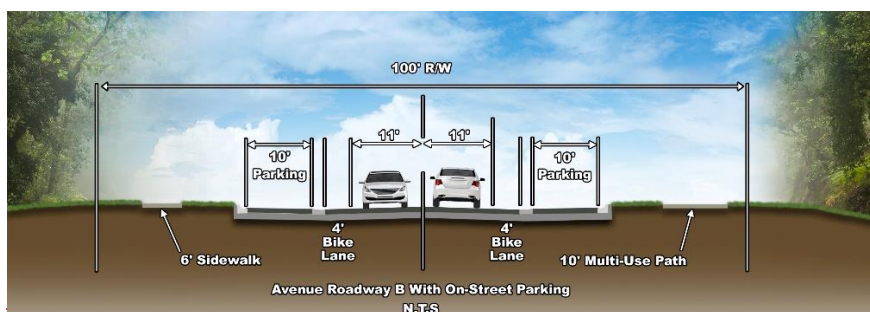 100' R/W
11'
11'
10'
Parking
10'
Parking
4'
Bike
Lane
4'
Bike
Lane
6' Sidewalk
10' Multi-Use Path
Avenue Roadway B With On-Street Parking
N.T.S